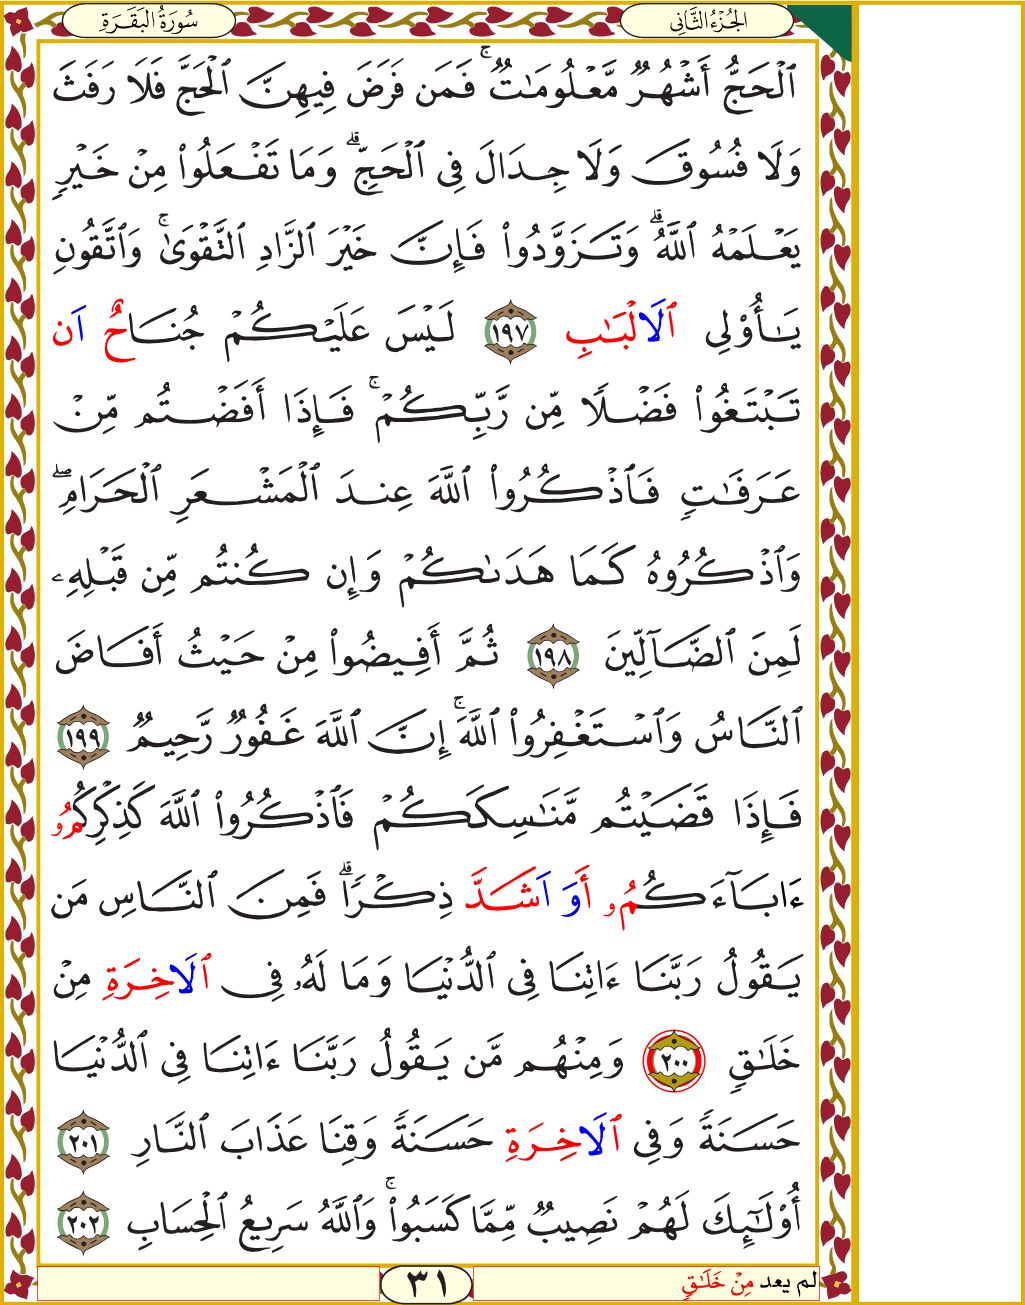 الجُزْءُ الثَّانِي
سُورَةُ البَقَرَةِ
ٱلۡحَجُّ أَشۡهُرٌ مَّعۡلُومَٰتٌۚ فَمَن فَرَضَ فِيهِنَّ ٱلۡحَجَّ فَلَا رَفَثَ
وَلَا فُسُوقَ وَلَا جِدَالَ فِي ٱلۡحَجِّۗ وَمَا تَفۡعَلُواْ مِنۡ خَيۡرٍ
يَعۡلَمۡهُ ٱللَّهُۗ وَتَزَوَّدُواْ فَإِنَّ خَيۡرَ ٱلزَّادِ ٱلتَّقۡوَىٰۚ وَٱتَّقُونِ
يَٰٓأُوْلِي ٱلَالۡبَٰبِ ١٩٧ لَيۡسَ عَلَيۡكُمۡ جُنَاحٌ اَن
تَبۡتَغُواْ فَضۡلًا مِّن رَّبِّكُمۡۚ فَإِذَا أَفَضۡتُم مِّنۡ
عَرَفَٰتٍ فَٱذۡكُرُواْ ٱللَّهَ عِندَ ٱلۡمَشۡعَرِ ٱلۡحَرَامِۖ
وَٱذۡكُرُوهُ كَمَا هَدَىٰكُمۡ وَإِن كُنتُم مِّن قَبۡلِهِۦ
لَمِنَ ٱلضَّآلِّينَ ١٩٨ ثُمَّ أَفِيضُواْ مِنۡ حَيۡثُ أَفَاضَ
ٱلنَّاسُ وَٱسۡتَغۡفِرُواْ ٱللَّهَۚ إِنَّ ٱللَّهَ غَفُورٌ رَّحِيمٌ ١٩٩
فَإِذَا قَضَيۡتُم مَّنَٰسِكَكُمۡ فَٱذۡكُرُواْ ٱللَّهَ كَذِكۡرِكُمُۥ
ءَابَآءَكُمُۥ أَوَ اَشَدَّ ذِكۡرٗاۗ فَمِنَ ٱلنَّاسِ مَن
يَقُولُ رَبَّنَا ءَاتِنَا فِي ٱلدُّنۡيَا وَمَا لَهُۥ فِي ٱلَاخِرَةِ مِنۡ
خَلَٰقٍ ٢٠٠ وَمِنۡهُم مَّن يَقُولُ رَبَّنَا ءَاتِنَا فِي ٱلدُّنۡيَا
حَسَنَةٗ وَفِي ٱلَاخِرَةِ حَسَنَةٗ وَقِنَا عَذَابَ ٱلنَّارِ ٢٠١
أُوْلَٰٓئِكَ لَهُمۡ نَصِيبٌ مِّمَّا كَسَبُواْۚ وَٱللَّهُ سَرِيعُ ٱلۡحِسَابِ ٢٠٢
لم يعد مِنۡ خَلَٰقٍ
٣١